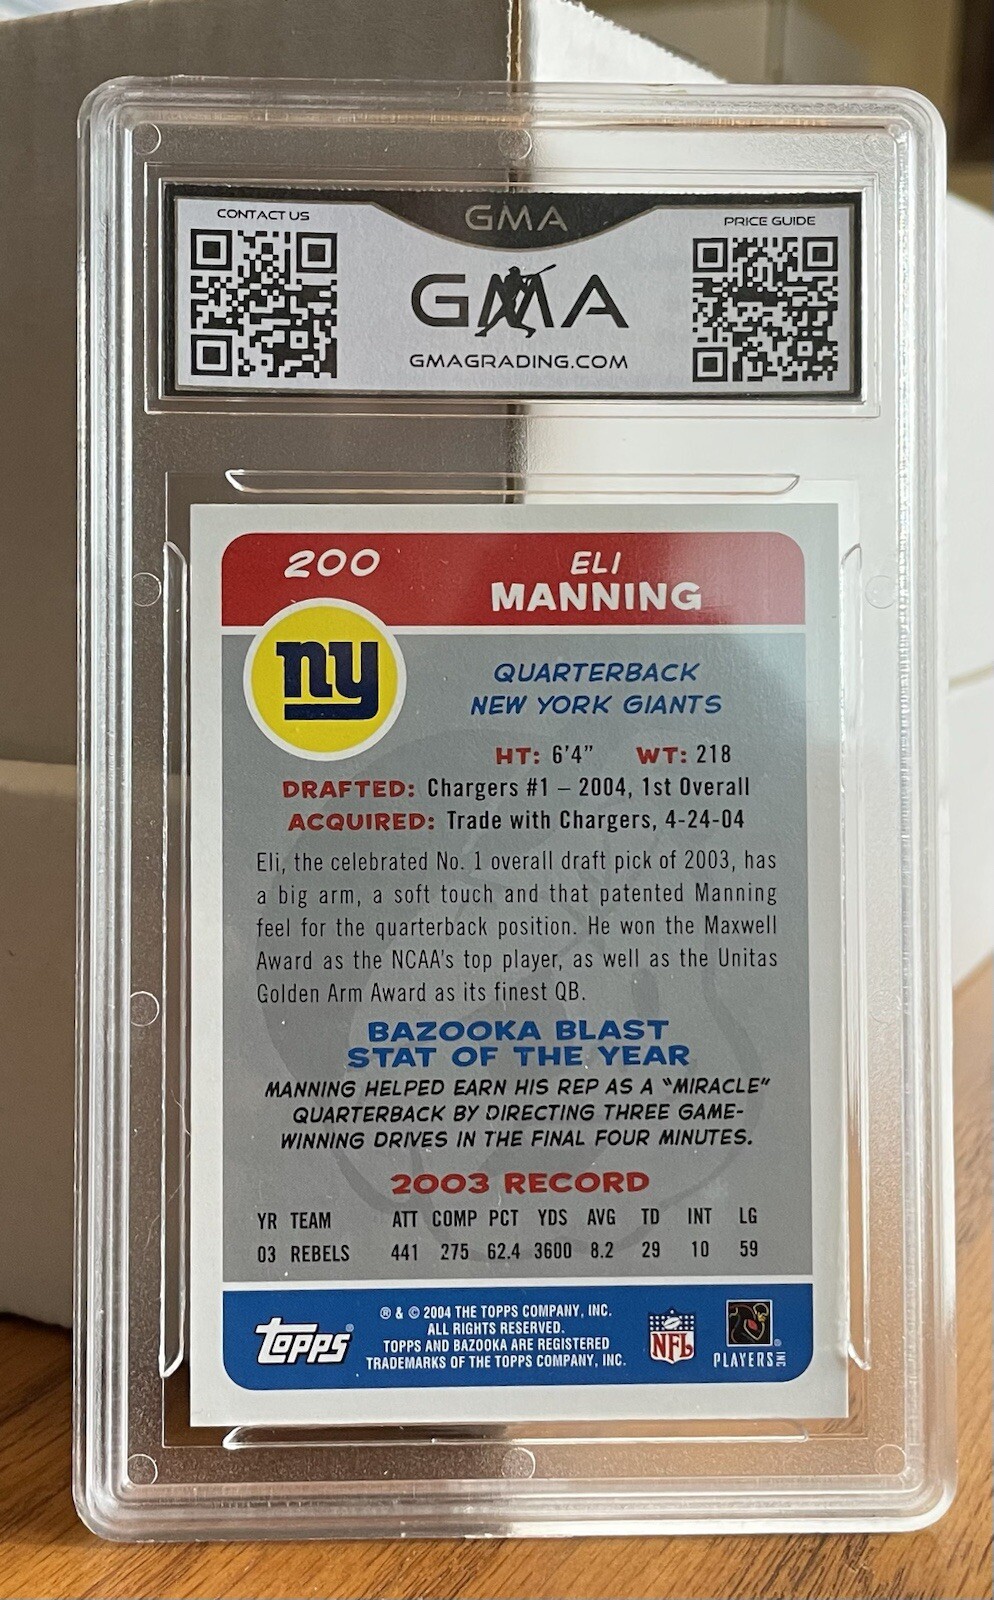 CONTACT US
GMA
PRICE GUIDE
GMA
GMAGRADING.COM
200
ELI
MANNING
ny
QUARTERBACK
NEW YORK GIANTS
HT: 6'4" WT: 218
DRAFTED: Chargers #1 – 2004, 1st Overall
ACQUIRED: Trade with Chargers, 4-24-04
Eli, the celebrated No. 1 overall draft pick of 2003, has
a big arm, a soft touch and that patented Manning
feel for the quarterback position. He won the Maxwell
Award as the NCAA's top player, as well as the Unitas
Golden Arm Award as its finest QB.
BAZOOKA BLAST
STAT OF THE YEAR
MANNING HELPED EARN HIS REP AS A "MIRACLE"
QUARTERBACK BY DIRECTING THREE GAME-
WINNING DRIVES IN THE FINAL FOUR MINUTES.
2003 RECORD
YR TEAM ATT COMP PCT YDS AVG TD INT LG
03 REBELS 441 275 62.4 3600 8.2 29 10 59
topps®
® & © 2004 THE TOPPS COMPANY, INC.
ALL RIGHTS RESERVED.
TOPPS AND BAZOOKA ARE REGISTERED
TRADEMARKS OF THE TOPPS COMPANY, INC.
NFL
PLAYERS INC